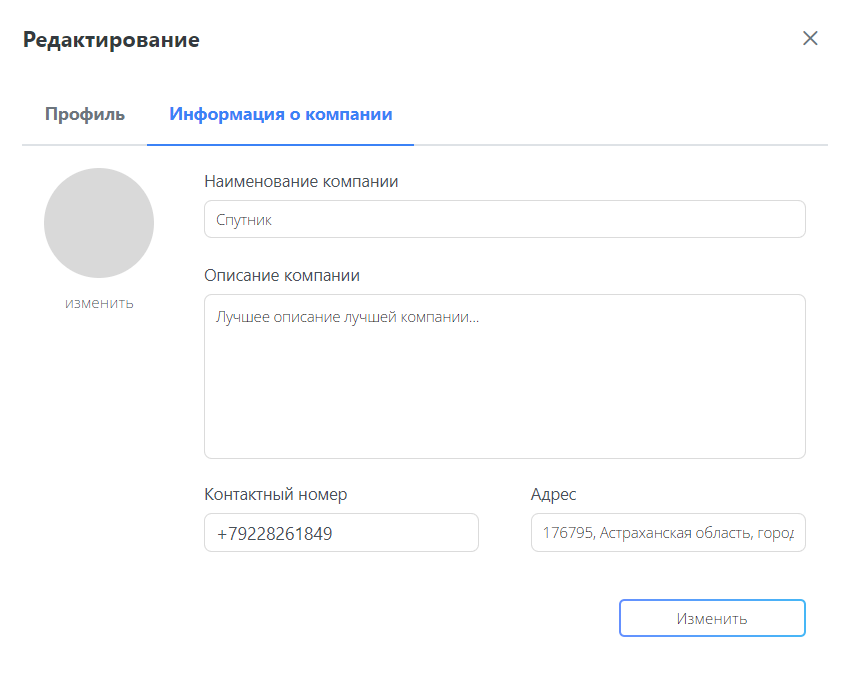 Редактирование
Профиль
Информация о компании
изменить
Наименование компании
Спутник
Описание компании
Лучшее описание лучшей компании...
Контактный номер
Адрес
+79228261849
176795, Астраханская область, город
Изменить